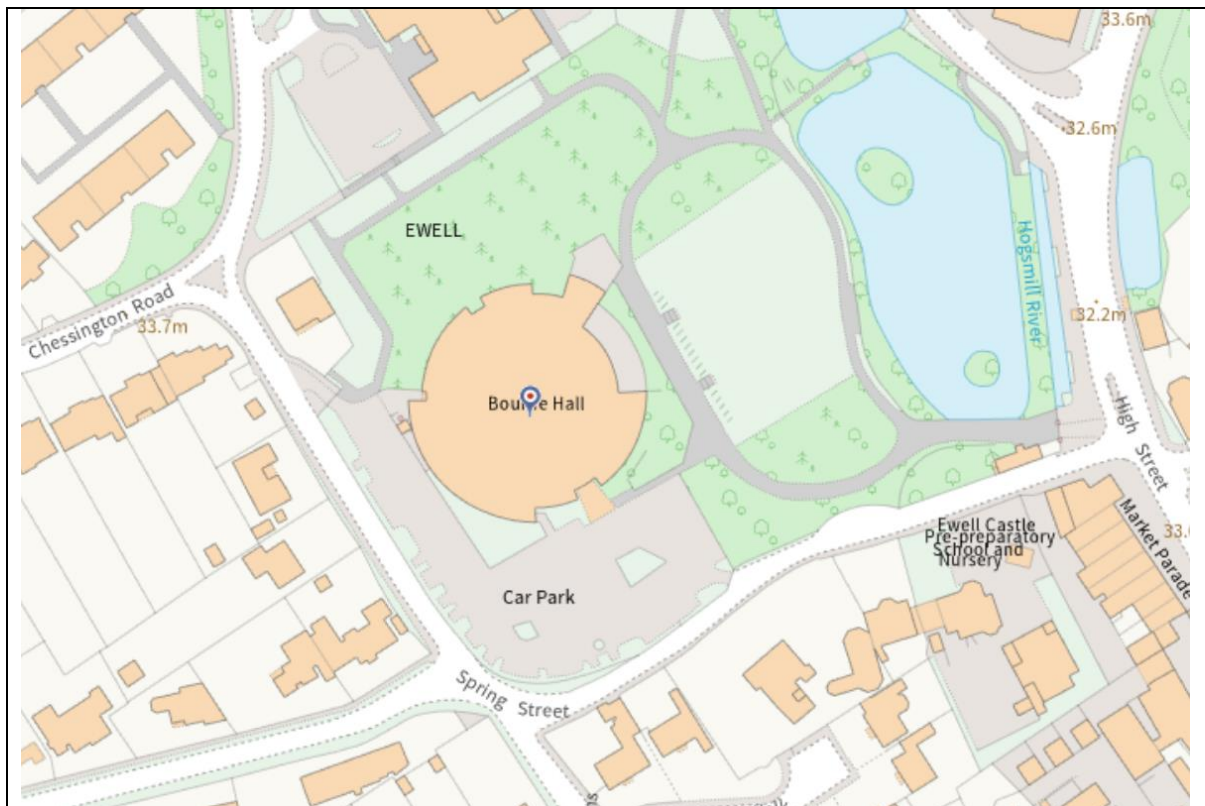 33.6m
32.6m
EWELL
Hogsmill River
Chessington Road
33.7m
32.2m
Bourne Hall
High Street
Ewell Castle
Pre-preparatory
School and
Nursery
Market Parade
Car Park
Spring Street